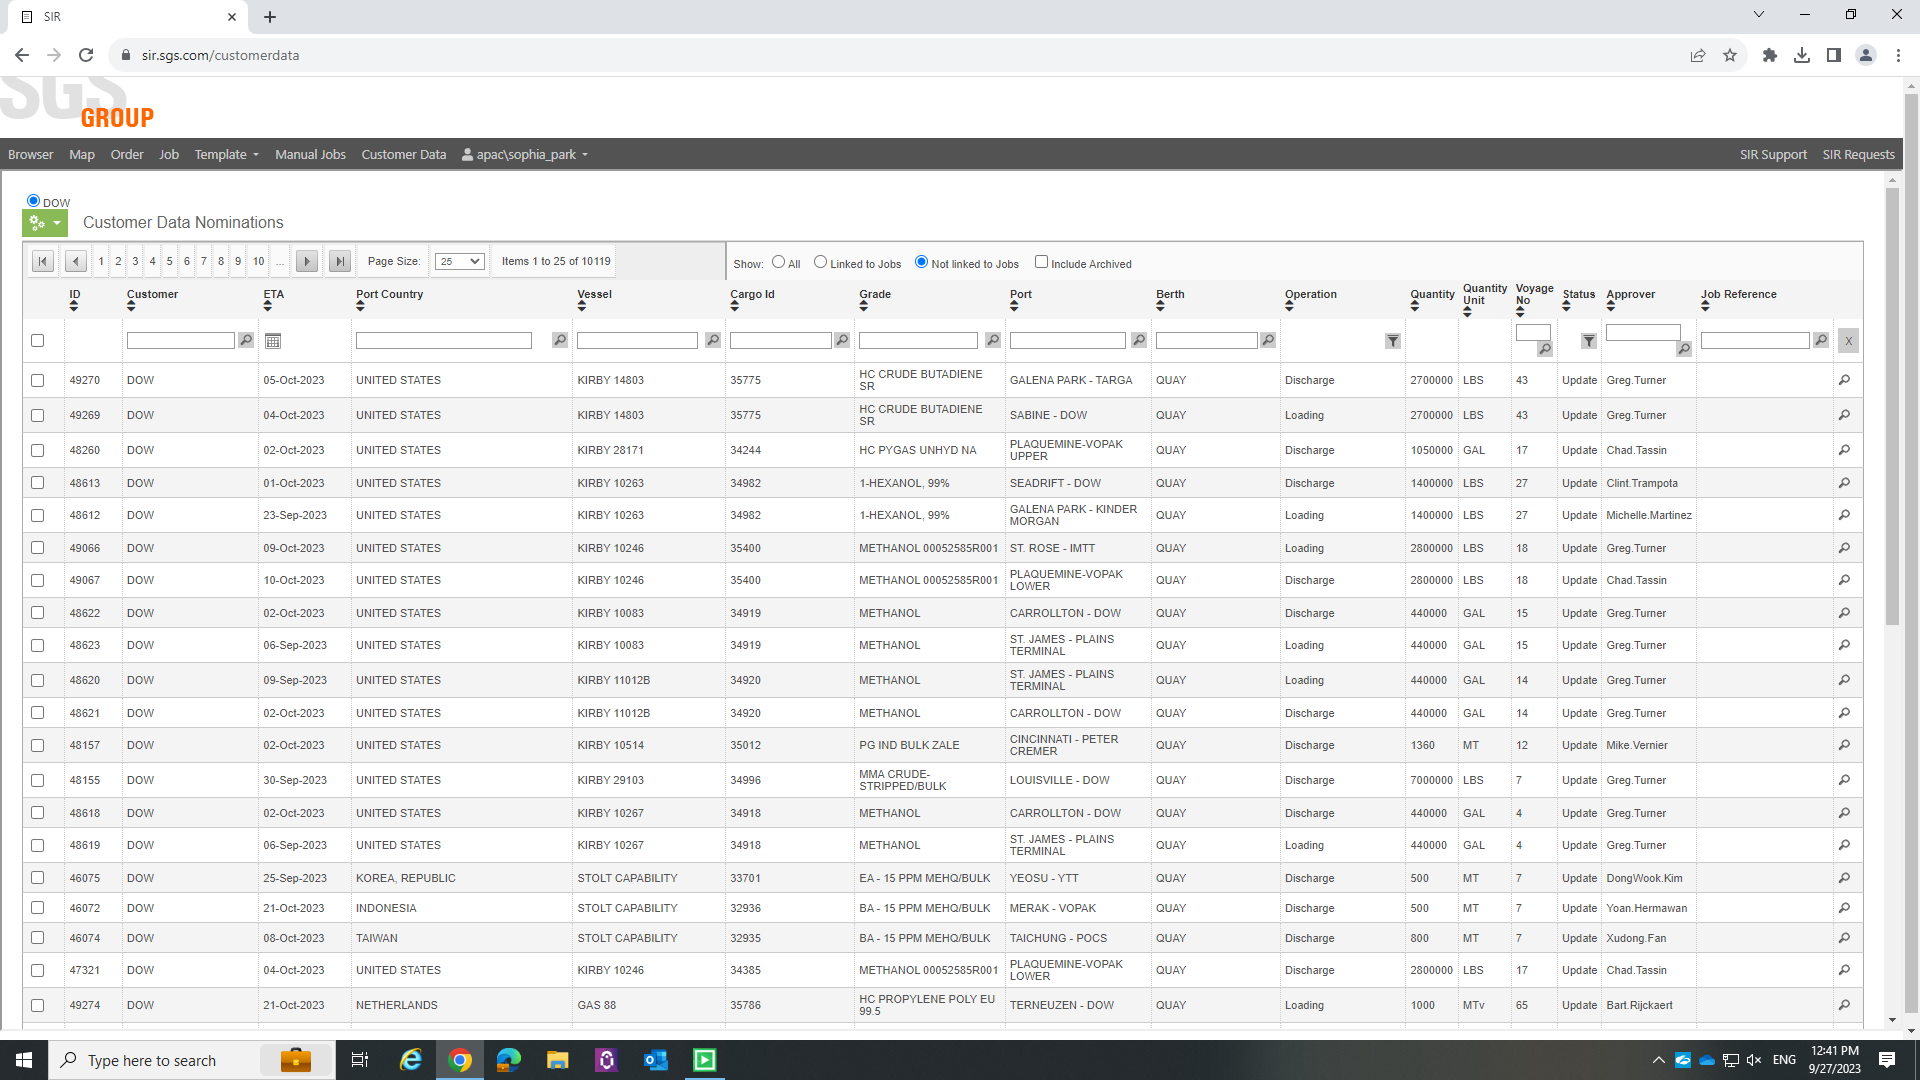 SIR
sir.sgs.com/customerdata
SGS
GROUP
Browser Map Order Job Template Manual Jobs Customer Data apac\sophia_park SIR Support SIR Requests
DOW
Customer Data Nominations
1 2 3 4 5 6 7 8 9 10 ... Page Size: 25 Items 1 to 25 of 10119 Show: All Linked to Jobs Not linked to Jobs Include Archived
ID Customer ETA Port Country Vessel Cargo Id Grade Port Berth Operation Quantity Quantity Unit Voyage No Status Approver Job Reference
X
49270 DOW 05-Oct-2023 UNITED STATES KIRBY 14803 35775 HC CRUDE BUTADIENE SR GALENA PARK - TARGA QUAY Discharge 2700000 LBS 43 Update Greg.Turner
49269 DOW 04-Oct-2023 UNITED STATES KIRBY 14803 35775 HC CRUDE BUTADIENE SR SABINE - DOW QUAY Loading 2700000 LBS 43 Update Greg.Turner
48260 DOW 02-Oct-2023 UNITED STATES KIRBY 28171 34244 HC PYGAS UNHYD NA PLAQUEMINE-VOPAK UPPER QUAY Discharge 1050000 GAL 17 Update Chad.Tassin
48613 DOW 01-Oct-2023 UNITED STATES KIRBY 10263 34982 1-HEXANOL, 99% SEADRIFT - DOW QUAY Discharge 1400000 LBS 27 Update Clint.Trampota
48612 DOW 23-Sep-2023 UNITED STATES KIRBY 10263 34982 1-HEXANOL, 99% GALENA PARK - KINDER MORGAN QUAY Loading 1400000 LBS 27 Update Michelle.Martinez
49066 DOW 09-Oct-2023 UNITED STATES KIRBY 10246 35400 METHANOL 00052585R001 ST. ROSE - IMTT QUAY Loading 2800000 LBS 18 Update Greg.Turner
49067 DOW 10-Oct-2023 UNITED STATES KIRBY 10246 35400 METHANOL 00052585R001 PLAQUEMINE-VOPAK LOWER QUAY Discharge 2800000 LBS 18 Update Chad.Tassin
48622 DOW 02-Oct-2023 UNITED STATES KIRBY 10083 34919 METHANOL CARROLLTON - DOW QUAY Discharge 440000 GAL 15 Update Greg.Turner
48623 DOW 06-Sep-2023 UNITED STATES KIRBY 10083 34919 METHANOL ST. JAMES - PLAINS TERMINAL QUAY Loading 440000 GAL 15 Update Greg.Turner
48620 DOW 09-Sep-2023 UNITED STATES KIRBY 11012B 34920 METHANOL ST. JAMES - PLAINS TERMINAL QUAY Loading 440000 GAL 14 Update Greg.Turner
48621 DOW 02-Oct-2023 UNITED STATES KIRBY 11012B 34920 METHANOL CARROLLTON - DOW QUAY Discharge 440000 GAL 14 Update Greg.Turner
48157 DOW 02-Oct-2023 UNITED STATES KIRBY 10514 35012 PG IND BULK ZALE CINCINNATI - PETER CREMER QUAY Discharge 1360 MT 12 Update Mike.Vernier
48155 DOW 30-Sep-2023 UNITED STATES KIRBY 29103 34996 MMA CRUDE-STRIPPED/BULK LOUISVILLE - DOW QUAY Discharge 7000000 LBS 7 Update Greg.Turner
48618 DOW 02-Oct-2023 UNITED STATES KIRBY 10267 34918 METHANOL CARROLLTON - DOW QUAY Discharge 440000 GAL 4 Update Greg.Turner
48619 DOW 06-Sep-2023 UNITED STATES KIRBY 10267 34918 METHANOL ST. JAMES - PLAINS TERMINAL QUAY Loading 440000 GAL 4 Update Greg.Turner
46075 DOW 25-Sep-2023 KOREA, REPUBLIC STOLT CAPABILITY 33701 EA - 15 PPM MEHQ/BULK YEOSU - YTT QUAY Discharge 500 MT 7 Update DongWook.Kim
46072 DOW 21-Oct-2023 INDONESIA STOLT CAPABILITY 32936 BA - 15 PPM MEHQ/BULK MERAK - VOPAK QUAY Discharge 500 MT 7 Update Yoan.Hermawan
46074 DOW 08-Oct-2023 TAIWAN STOLT CAPABILITY 32935 BA - 15 PPM MEHQ/BULK TAICHUNG - POCS QUAY Discharge 800 MT 7 Update Xudong.Fan
47321 DOW 04-Oct-2023 UNITED STATES KIRBY 10246 34385 METHANOL 00052585R001 PLAQUEMINE-VOPAK LOWER QUAY Discharge 2800000 LBS 17 Update Chad.Tassin
49274 DOW 21-Oct-2023 NETHERLANDS GAS 88 35786 HC PROPYLENE POLY EU 99.5 TERNEUZEN - DOW QUAY Loading 1000 MTv 65 Update Bart.Rijckaert
Type here to search ENG 12:41 PM
9/27/2023